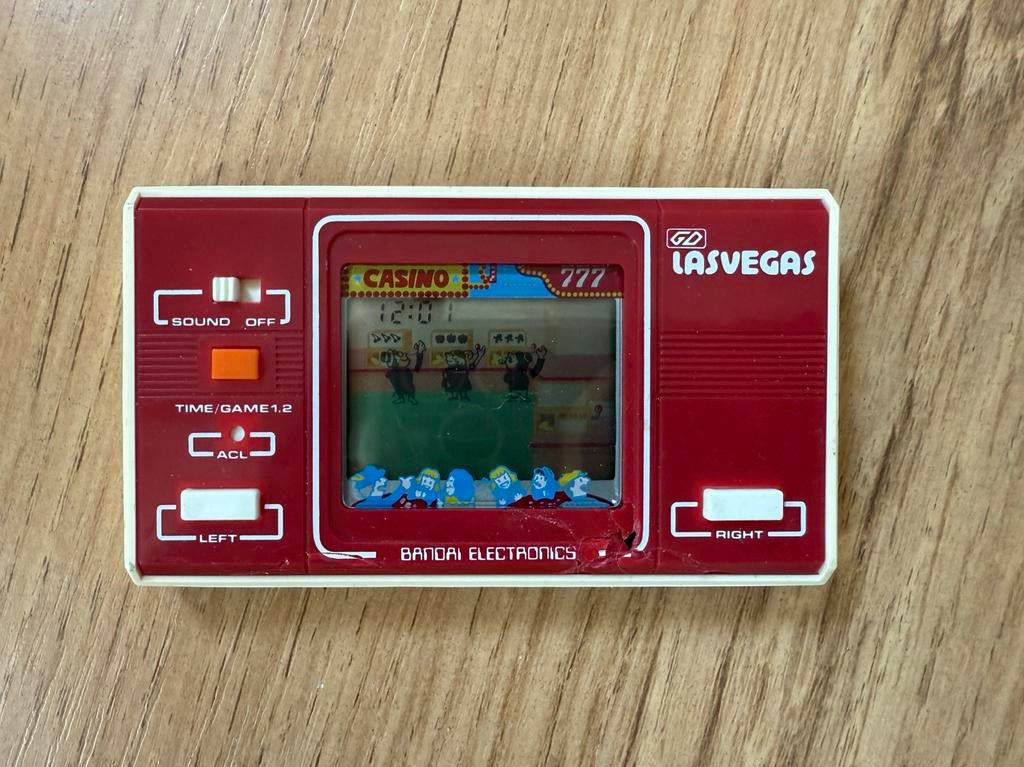 GD
LASVEGAS
CASINO
777
12:01
SOUND OFF
TIME/GAME1.2
ACL
LEFT
RIGHT
BANDAI ELECTRONICS